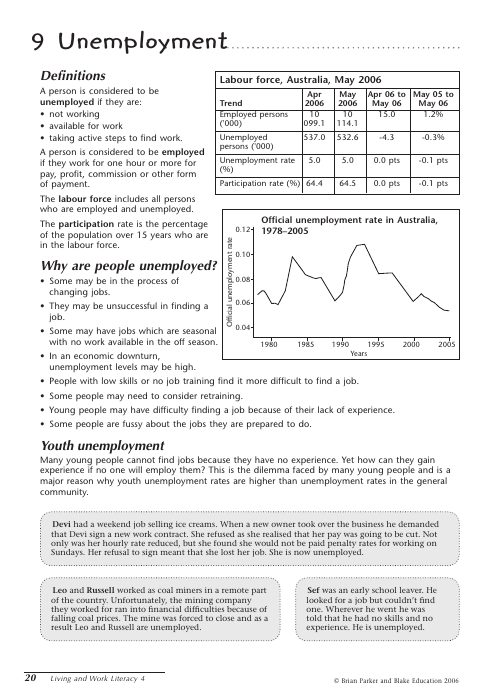 9 Unemployment
Definitions
A person is considered to be
unemployed if they are:
• not working
• available for work
• taking active steps to find work.
A person is considered to be employed
if they work for one hour or more for
pay, profit, commission or other form
of payment.
The labour force includes all persons
who are employed and unemployed.
The participation rate is the percentage
of the population over 15 years who are
in the labour force.
Labour force, Australia, May 2006
Trend Apr 2006 May 2006 Apr 06 to May 06 May 05 to May 06
Employed persons ('000) 10 099.1 10 114.1 15.0 1.2%
Unemployed persons ('000) 537.0 532.6 -4.3 -0.3%
Unemployment rate (%) 5.0 5.0 0.0 pts -0.1 pts
Participation rate (%) 64.4 64.5 0.0 pts -0.1 pts
Official unemployment rate in Australia,
1978–2005
Official unemployment rate
0.12
0.10
0.08
0.06
0.04
1980 1985 1990 1995 2000 2005
Years
Why are people unemployed?
• Some may be in the process of
changing jobs.
• They may be unsuccessful in finding a
job.
• Some may have jobs which are seasonal
with no work available in the off season.
• In an economic downturn,
unemployment levels may be high.
• People with low skills or no job training find it more difficult to find a job.
• Some people may need to consider retraining.
• Young people may have difficulty finding a job because of their lack of experience.
• Some people are fussy about the jobs they are prepared to do.
Youth unemployment
Many young people cannot find jobs because they have no experience. Yet how can they gain
experience if no one will employ them? This is the dilemma faced by many young people and is a
major reason why youth unemployment rates are higher than unemployment rates in the general
community.
Devi had a weekend job selling ice creams. When a new owner took over the business he demanded
that Devi sign a new work contract. She refused as she realised that her pay was going to be cut. Not
only was her hourly rate reduced, but she found she would not be paid penalty rates for working on
Sundays. Her refusal to sign meant that she lost her job. She is now unemployed.
Leo and Russell worked as coal miners in a remote part
of the country. Unfortunately, the mining company
they worked for ran into financial difficulties because of
falling coal prices. The mine was forced to close and as a
result Leo and Russell are unemployed.
Sef was an early school leaver. He
looked for a job but couldn't find
one. Wherever he went he was
told that he had no skills and no
experience. He is unemployed.
20 Living and Work Literacy 4
© Brian Parker and Blake Education 2006